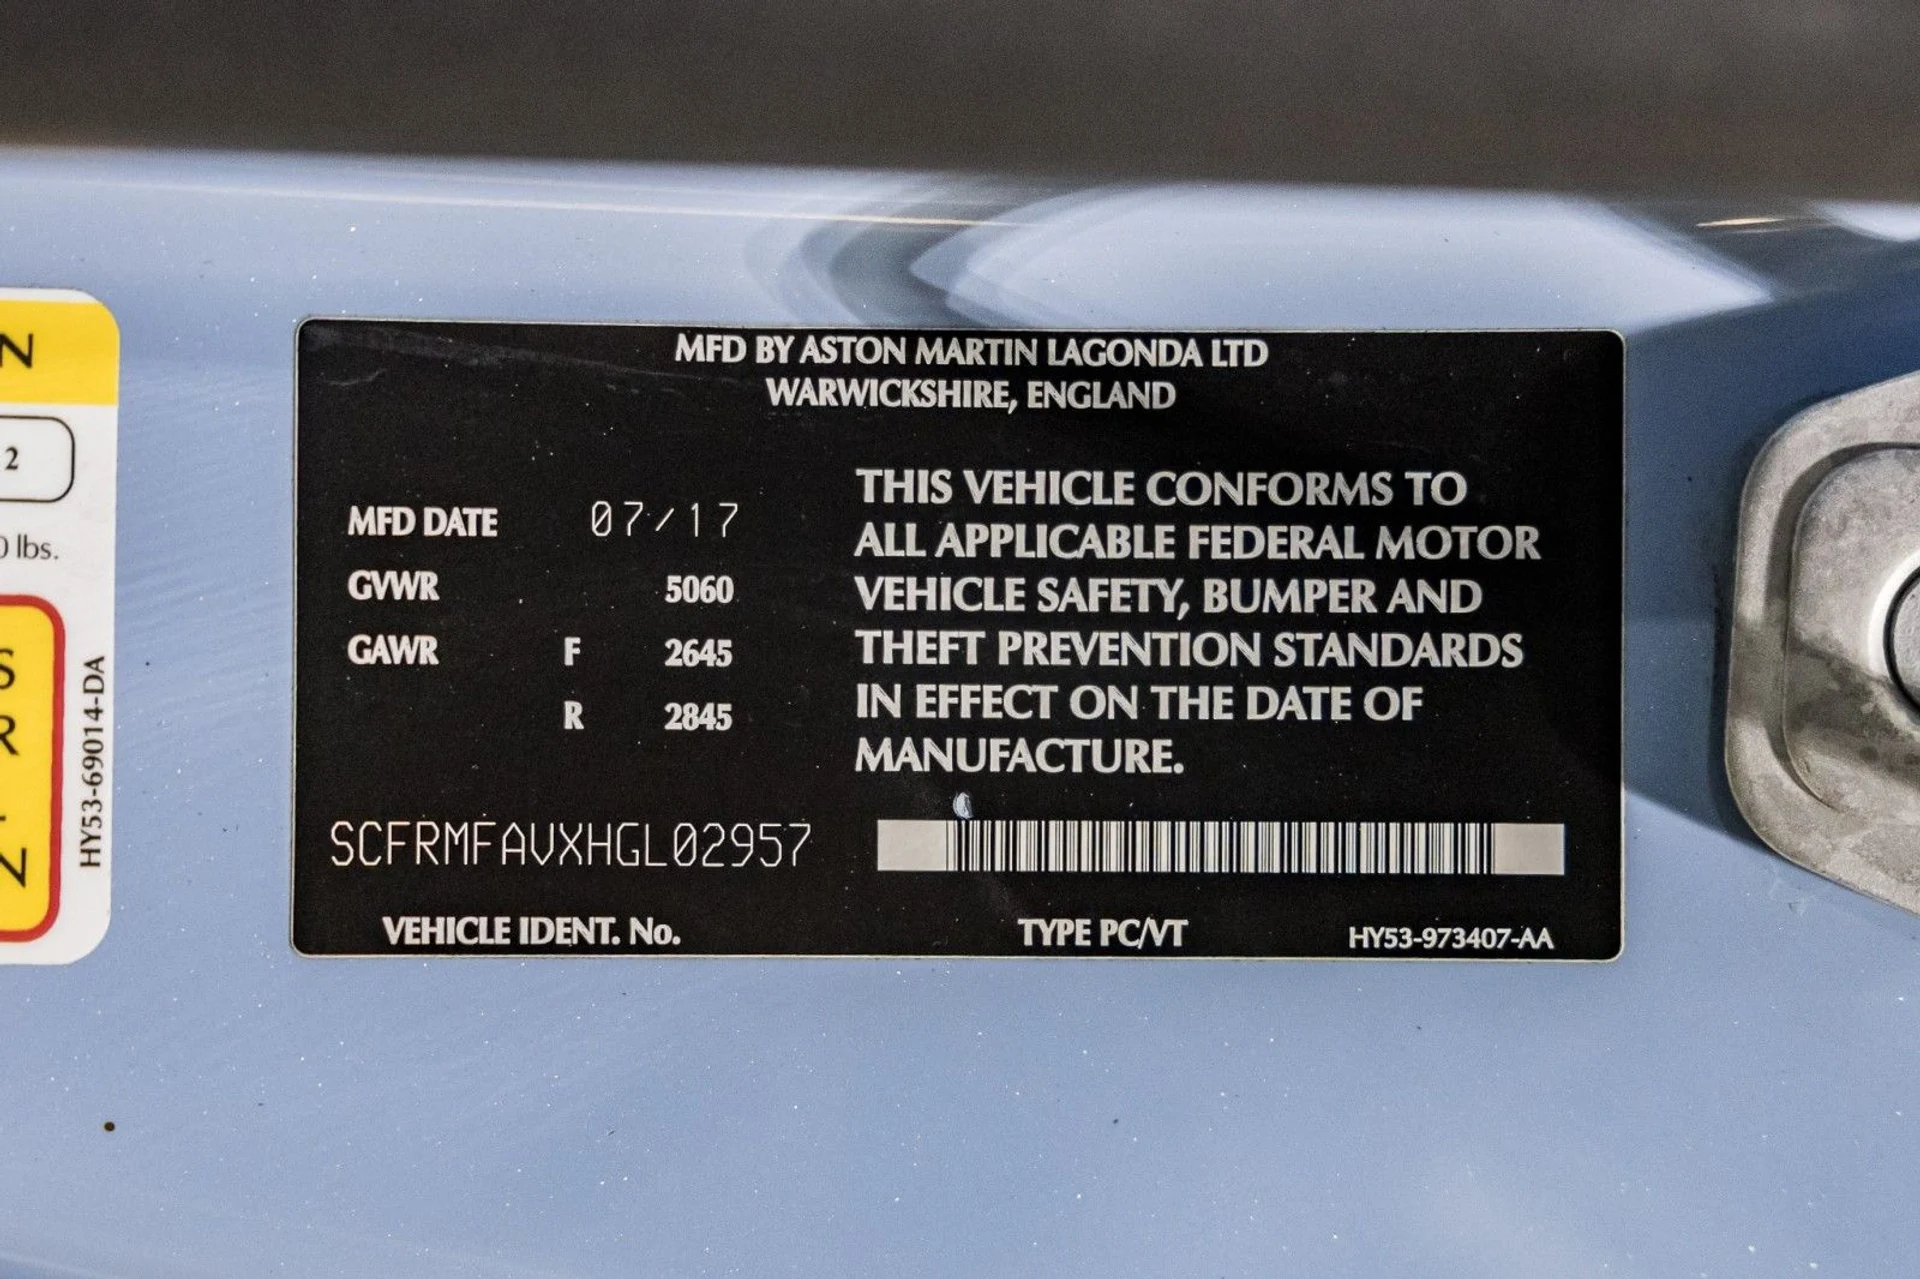 MFD BY ASTON MARTIN LAGONDA LTD
WARWICKSHIRE, ENGLAND
MFD DATE 07/17
GVWR 5060
GAWR F 2645
R 2845
THIS VEHICLE CONFORMS TO
ALL APPLICABLE FEDERAL MOTOR
VEHICLE SAFETY, BUMPER AND
THEFT PREVENTION STANDARDS
IN EFFECT ON THE DATE OF
MANUFACTURE.
SCFRMFAVXHGL02957
VEHICLE IDENT. No.
TYPE PC/VT
HY53-973407-AA
N
2
lbs.
S
R
N
HY53-69014-DA